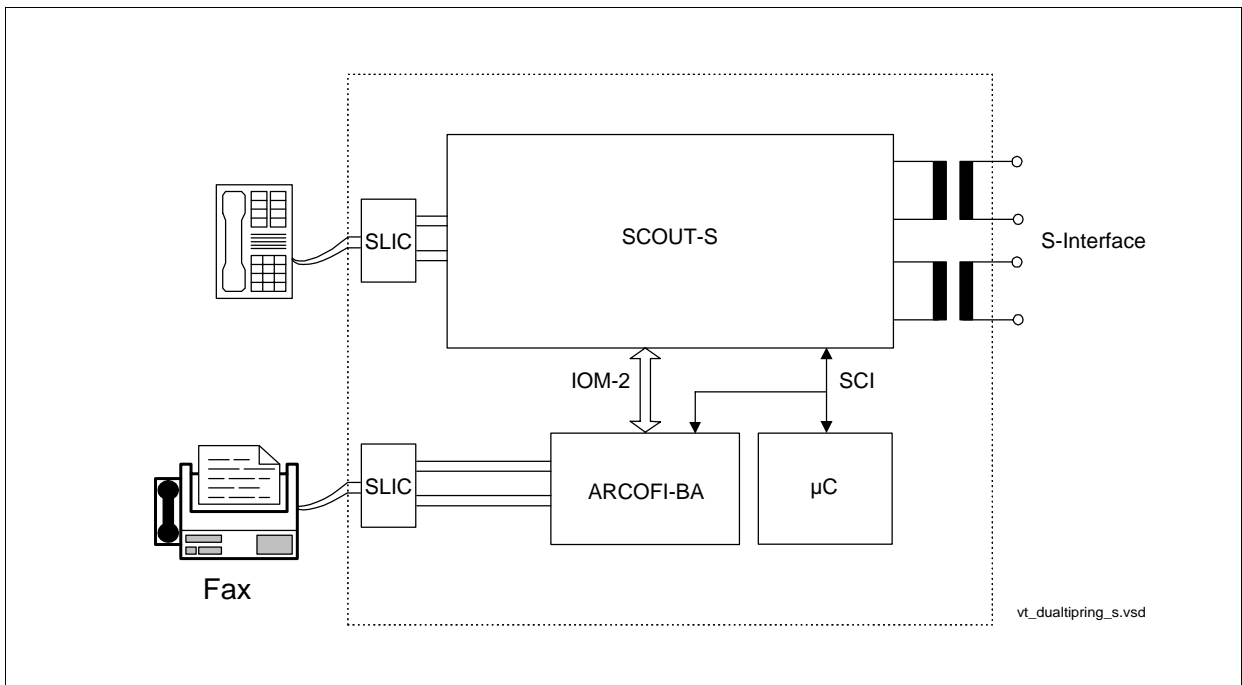 SLIC
SCOUT-S
S-Interface
IOM-2
SCI
SLIC
ARCOFI-BA
µC
Fax
vt_dualtipring_s.vsd